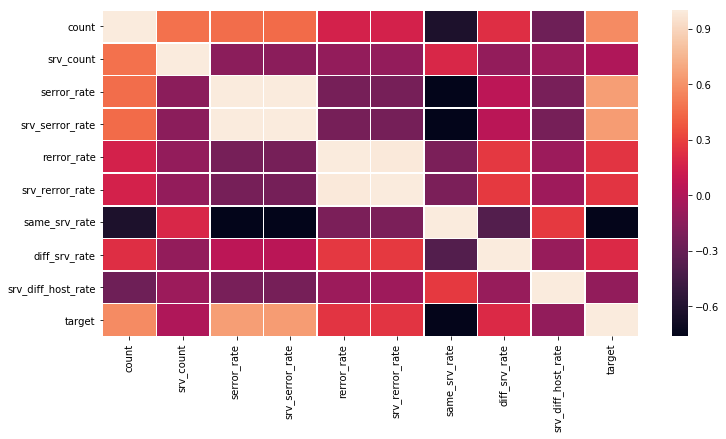 count
srv_count
serror_rate
srv_serror_rate
rerror_rate
srv_rerror_rate
same_srv_rate
diff_srv_rate
srv_diff_host_rate
target
count
srv_count
serror_rate
srv_serror_rate
rerror_rate
srv_rerror_rate
same_srv_rate
diff_srv_rate
srv_diff_host_rate
target
0.9
0.6
0.3
0.0
−0.3
−0.6